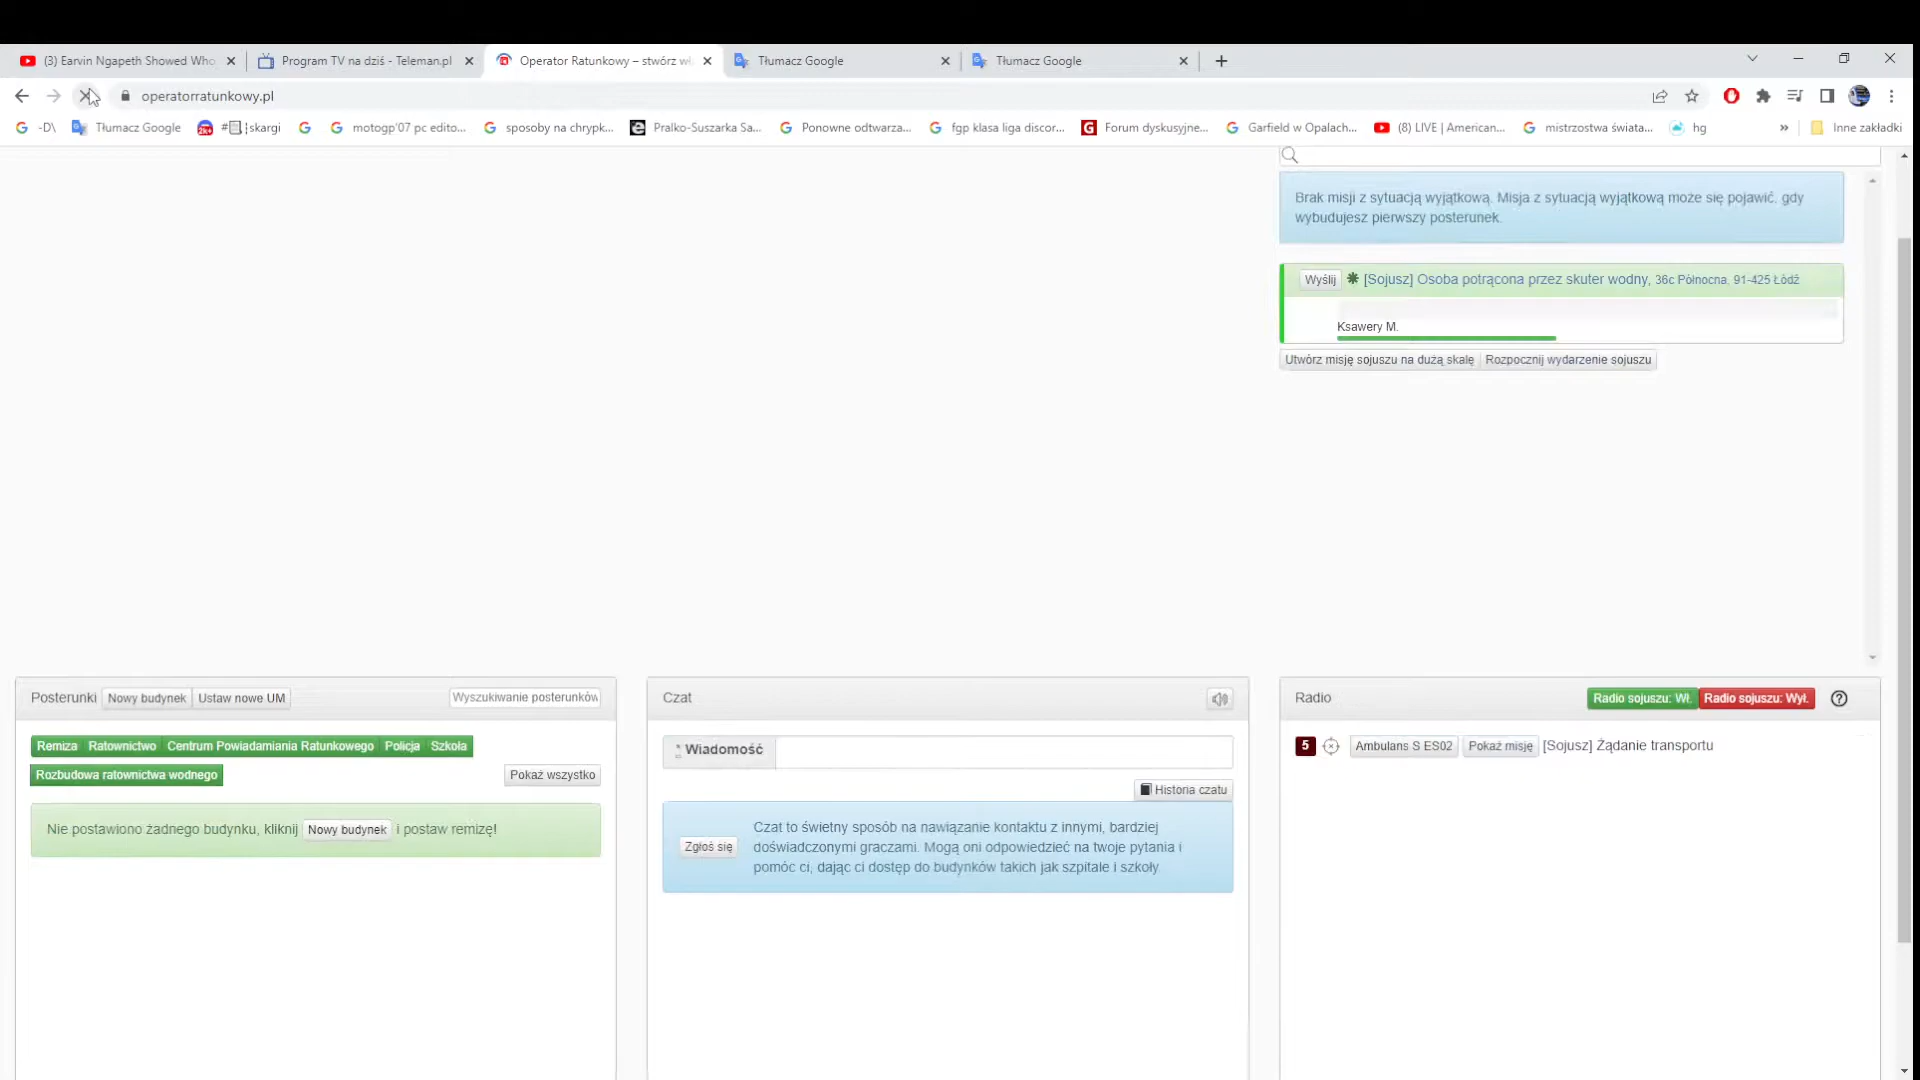 (3) Earvin Ngapeth Showed Who
Program TV na dziś - Teleman.pl
Operator Ratunkowy – stwórz wł
Tłumacz Google
Tłumacz Google
operatorratunkowy.pl
-D\
Tłumacz Google
skargi
motogp'07 pc edito...
sposoby na chrypk...
Pralko-Suszarka Sa...
Ponowne odtwarza...
fgp klasa liga discor...
Forum dyskusyjne...
Garfield w Opalach...
(8) LIVE | American...
mistrzostwa świata...
hg
»
Inne zakładki
Brak misji z sytuacją wyjątkową. Misja z sytuacją wyjątkową może się pojawić, gdy
wybudujesz pierwszy posterunek.
Wyślij [Sojusz] Osoba potrącona przez skuter wodny, 36c Północna, 91-425 Łódź
Ksawery M.
Utwórz misję sojuszu na dużą skalę Rozpocznij wydarzenie sojuszu
Posterunki Nowy budynek Ustaw nowe UM Wyszukiwanie posterunków
Remiza Ratownictwo Centrum Powiadamiania Ratunkowego Policja Szkoła
Rozbudowa ratownictwa wodnego Pokaż wszystko
Nie postawiono żadnego budynku, kliknij Nowy budynek i postaw remizę!
Czat
Wiadomość
Historia czatu
Zgłoś się
Czat to świetny sposób na nawiązanie kontaktu z innymi, bardziej
doświadczonymi graczami. Mogą oni odpowiedzieć na twoje pytania i
pomóc ci, dając ci dostęp do budynków takich jak szpitale i szkoły.
Radio Radio sojuszu: Wł. Radio sojuszu: Wył.
5 Ambulans S ES02 Pokaż misję [Sojusz] Żądanie transportu